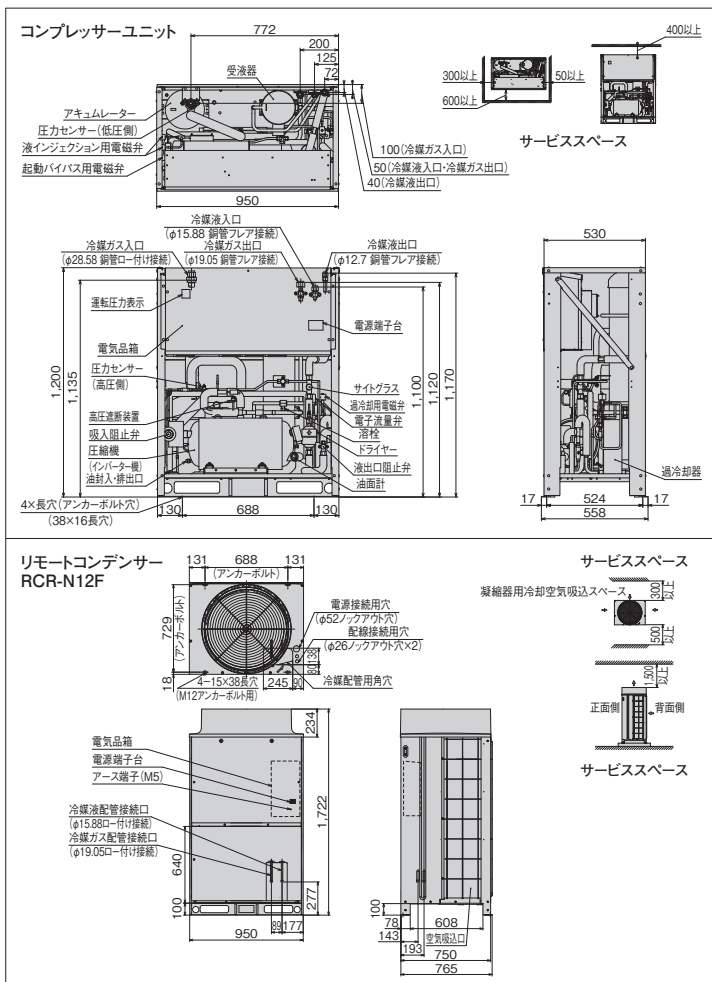 コンプレッサーユニット
772
200
125
72
受液器
アキュムレーター
圧力センサー(低圧側)
液インジェクション用電磁弁
起動バイパス用電磁弁
100(冷媒ガス入口)
50(冷媒液入口・冷媒ガス出口)
40(冷媒液出口)
950
400以上
300以上
50以上
600以上
サービススペース
冷媒液入口
(φ15.88 銅管フレア接続)
冷媒ガス入口
冷媒ガス出口
冷媒液出口
(φ28.58 銅管ロー付け接続)
(φ19.05 銅管フレア接続)
(φ12.7 銅管フレア接続)
運転圧力表示
電源端子台
電気品箱
圧力センサー
(高圧側)
サイトグラス
過冷却用電磁弁
高圧遮断装置
電子流量弁
吸入阻止弁
溶栓
圧縮機
ドライヤー
(インバーター機)
液出口阻止弁
油封入・排出口
油面計
4×長穴(アンカーボルト穴)
(38×16長穴)
130
688
130
1,200
1,135
1,100
1,120
1,170
530
過冷却器
17
524
17
558
リモートコンデンサー
RCR-N12F
131
688
131
(アンカーボルト)
729
(アンカーボルト)
18
電源接続用穴
(φ52ノックアウト穴)
配線接続用穴
(φ26ノックアウト穴×2)
138
80
4−15×38長穴
(M12アンカーボルト用)
245
90
冷媒配管用角穴
サービススペース
凝縮器用冷却空気吸込スペース
300
以上
500
以上
1,500
以上
正面側
背面側
サービススペース
234
電気品箱
電源端子台
アース端子(M5)
1,722
冷媒液配管接続口
(φ15.88ロー付け接続)
冷媒ガス配管接続口
(φ19.05ロー付け接続)
640
100
277
89
177
950
100
78
608
143
空気吸込口
193
750
765